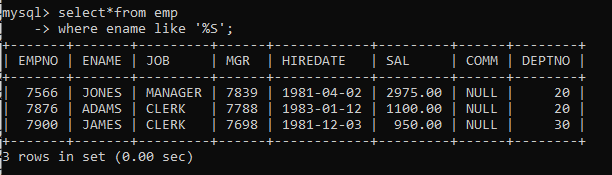 mysql> select*from emp
    -> where ename like '%S';
+-------+-------+---------+------+------------+---------+------+--------+
| EMPNO | ENAME | JOB     | MGR  | HIREDATE   | SAL     | COMM | DEPTNO |
+-------+-------+---------+------+------------+---------+------+--------+
|  7566 | JONES | MANAGER | 7839 | 1981-04-02 | 2975.00 | NULL |     20 |
|  7876 | ADAMS | CLERK   | 7788 | 1983-01-12 | 1100.00 | NULL |     20 |
|  7900 | JAMES | CLERK   | 7698 | 1981-12-03 |  950.00 | NULL |     30 |
+-------+-------+---------+------+------------+---------+------+--------+
3 rows in set (0.00 sec)